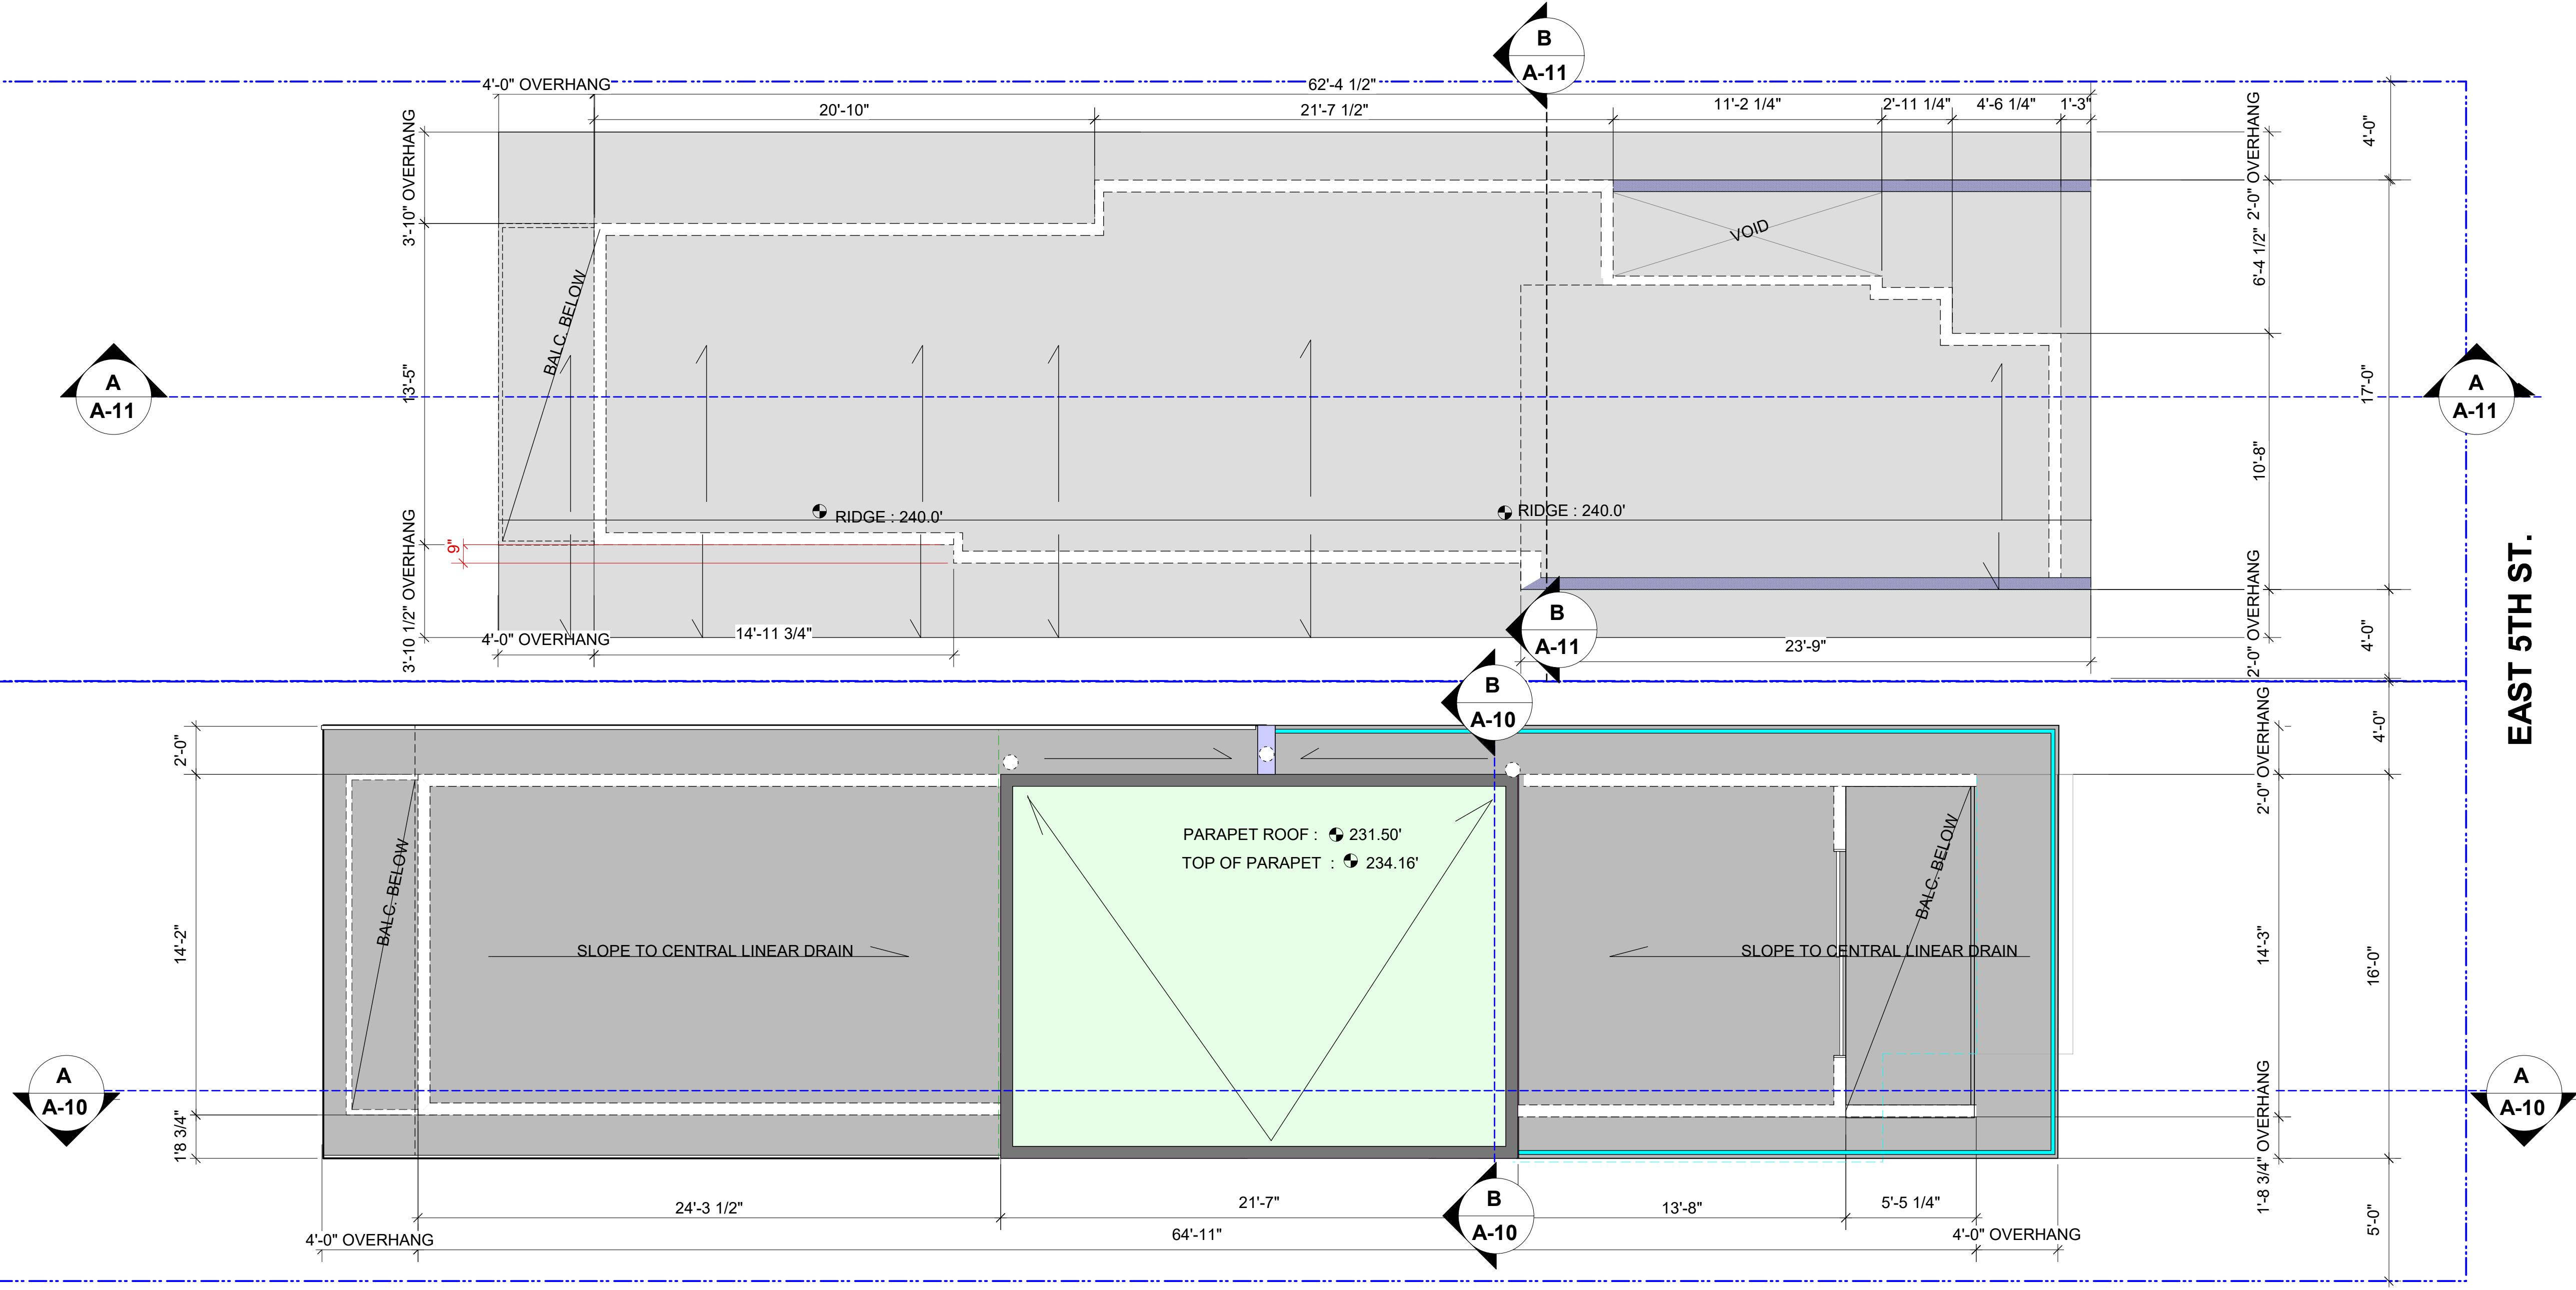 B
A-11
4'-0" OVERHANG
62'-4 1/2"
20'-10"
21'-7 1/2"
11'-2 1/4"
2'-11 1/4"
4'-6 1/4"
1'-3"
3'-10" OVERHANG
2'-0" OVERHANG
4'-0"
VOID
6'-4 1/2"
BALC. BELOW
A
A-11
13'-5"
17'-0"
A
A-11
10'-8"
RIDGE : 240.0'
RIDGE : 240.0'
9"
3'-10 1/2" OVERHANG
4'-0" OVERHANG
14'-11 3/4"
B
A-11
23'-9"
2'-0" OVERHANG
4'-0"
EAST 5TH ST.
B
A-10
2'-0"
2'-0" OVERHANG
4'-0"
PARAPET ROOF : 231.50'
TOP OF PARAPET : 234.16'
BALC. BELOW
BALC. BELOW
14'-2"
SLOPE TO CENTRAL LINEAR DRAIN
SLOPE TO CENTRAL LINEAR DRAIN
14'-3"
16'-0"
A
A-10
A
A-10
1'8 3/4"
1'-8 3/4" OVERHANG
24'-3 1/2"
21'-7"
B
A-10
13'-8"
5'-5 1/4"
5'-0"
4'-0" OVERHANG
64'-11"
4'-0" OVERHANG